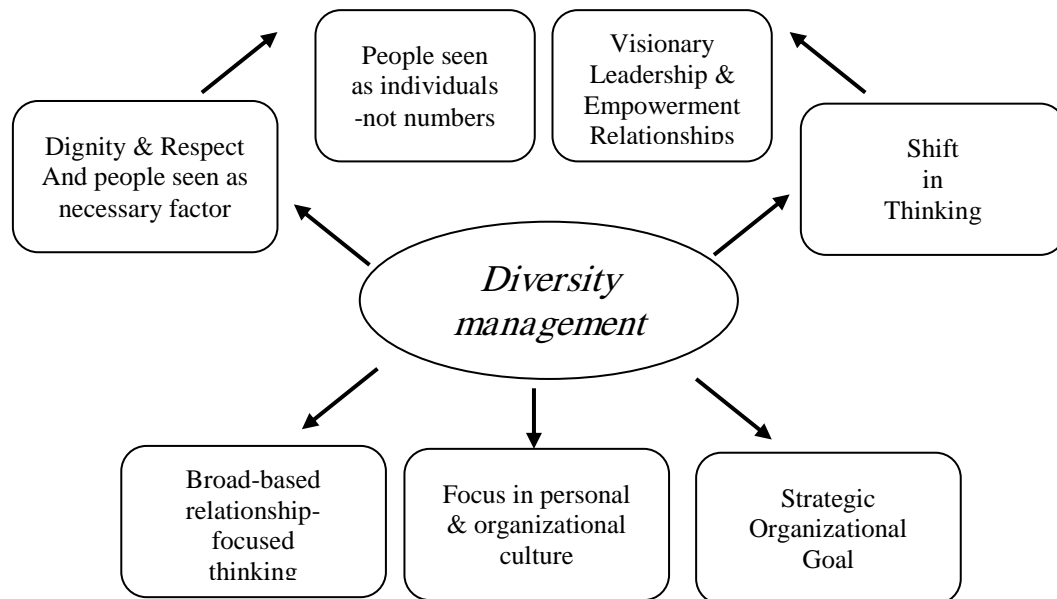 People seen
as individuals
-not numbers
Visionary
Leadership &
Empowerment
Relationships
Dignity & Respect
And people seen as
necessary factor
Shift
in
Thinking
Diversity
management
Broad-based
relationship-
focused
thinking
Focus in personal
& organizational
culture
Strategic
Organizational
Goal